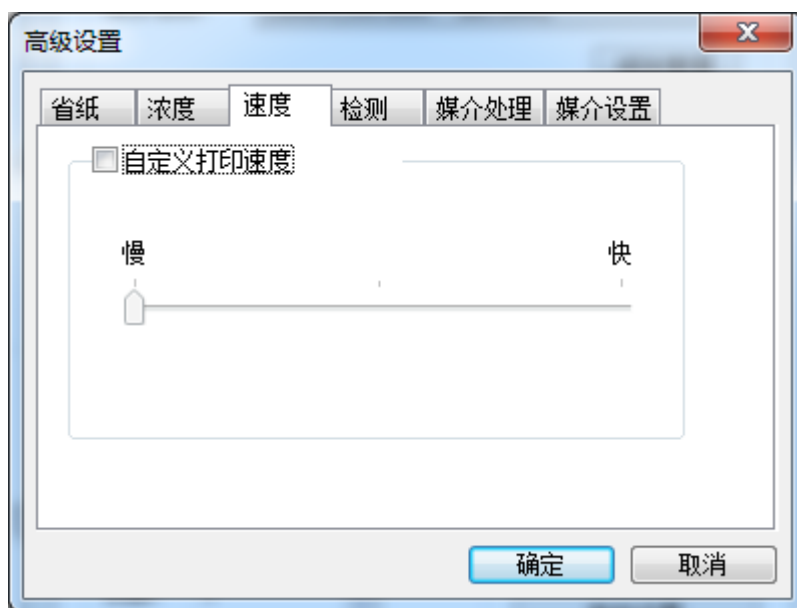 高级设置
省纸 浓度 速度 检测 媒介处理 媒介设置
自定义打印速度
慢 快
确定 取消